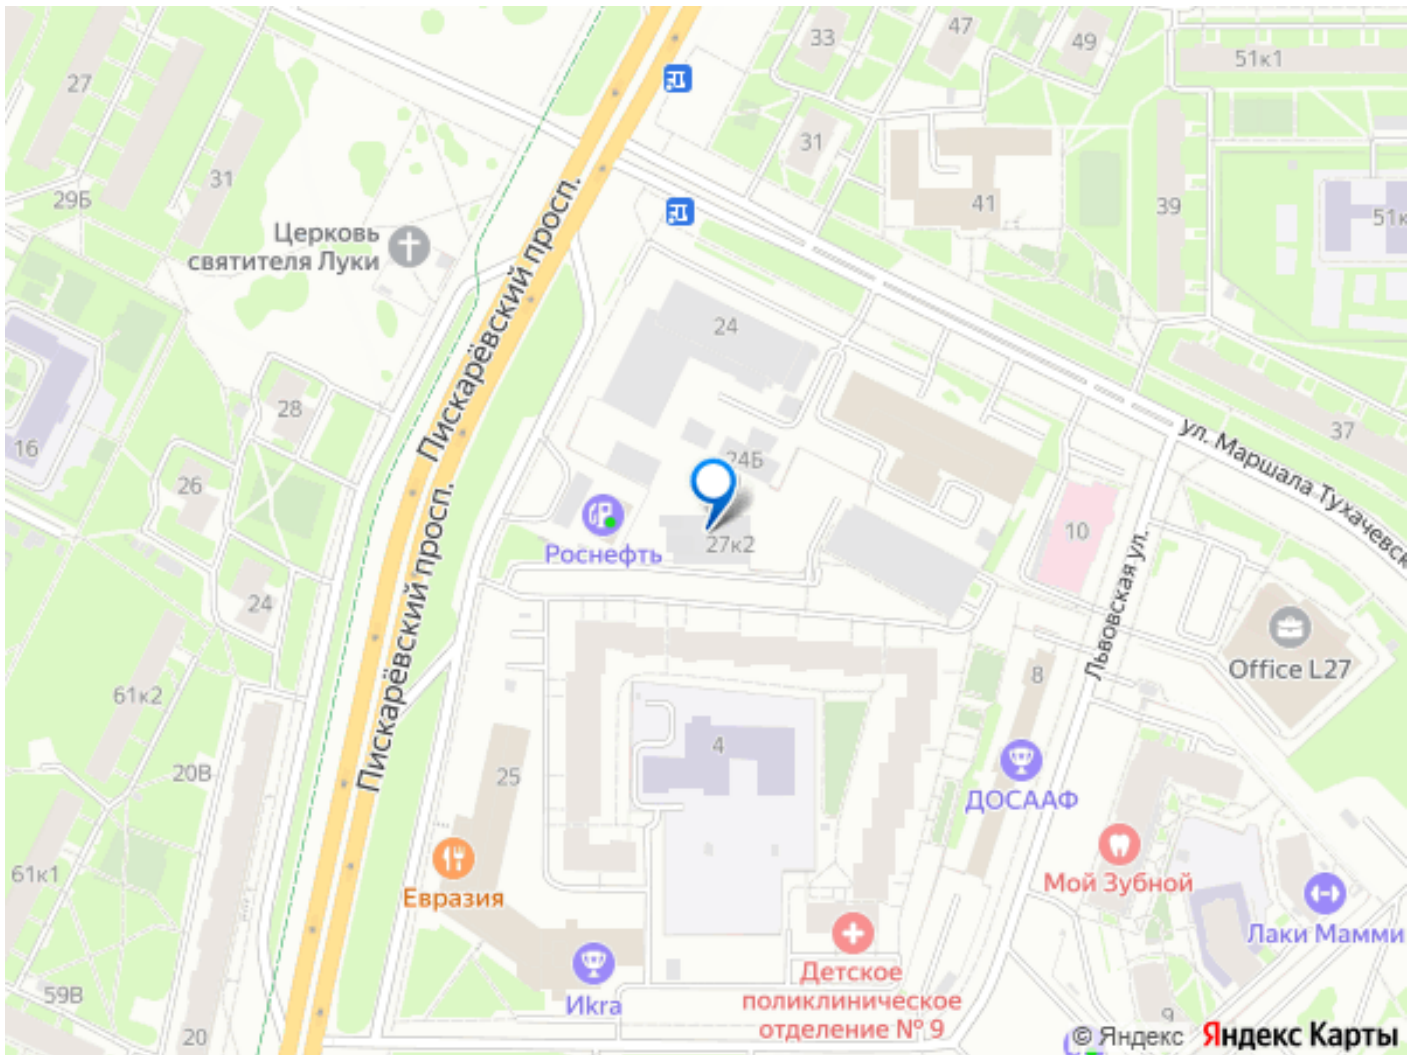 33
47
49
51к1
27
31
31
29Б
41
39
51к
Церковь
святителя Луки
Пискарёвский просп.
24
28
16
26
24Б
37
ул. Маршала Тухачевск
Роснефть
27к2
10
Львовская ул.
24
Пискарёвский просп.
Office L27
8
61к2
4
20В
25
ДОСААФ
61к1
Евразия
Мой Зубной
Лаки Мамми
Детское
поликлиническое
отделение № 9
Икra
59В
20
9
© Яндекс Яндекс Карты